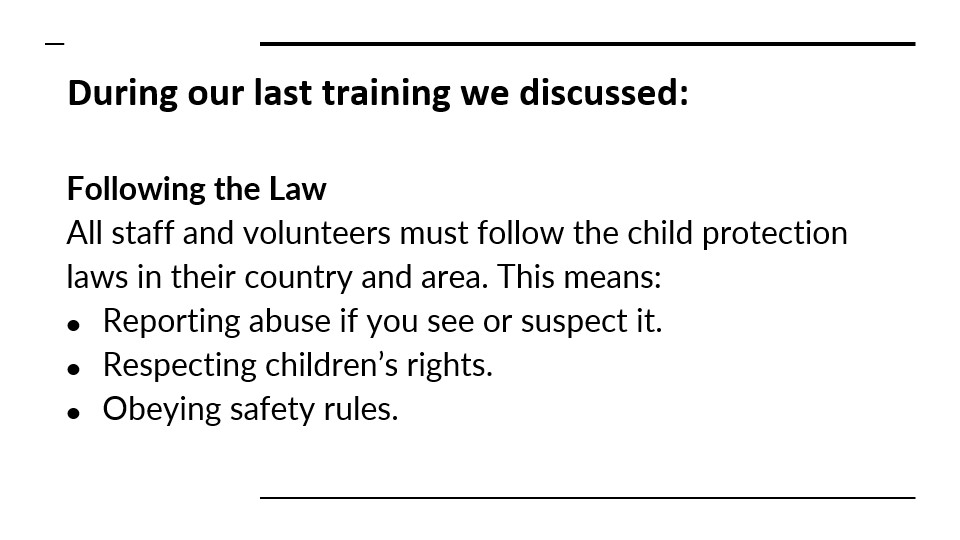 During our last training we discussed:
Following the Law
All staff and volunteers must follow the child protection
laws in their country and area. This means:
● Reporting abuse if you see or suspect it.
● Respecting children’s rights.
● Obeying safety rules.